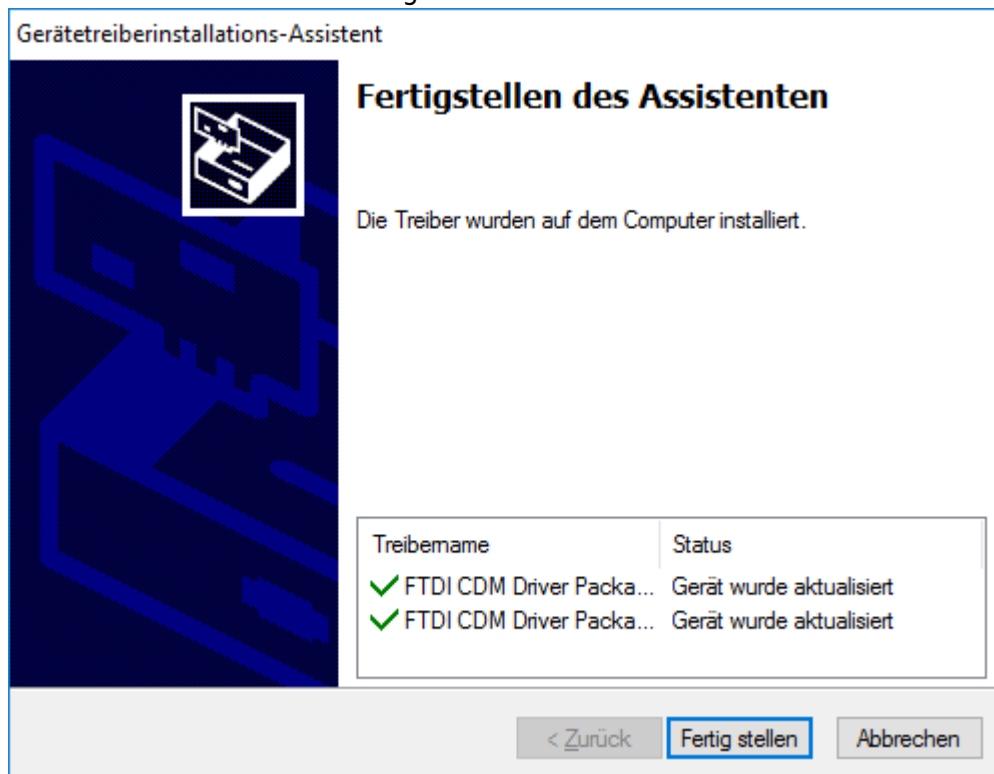 Gerätetreiberinstallations-Assistent
Fertigstellen des Assistenten
Die Treiber wurden auf dem Computer installiert.
Treibername Status
FTDI CDM Driver Packa... Gerät wurde aktualisiert
FTDI CDM Driver Packa... Gerät wurde aktualisiert
< Zurück Fertig stellen Abbrechen